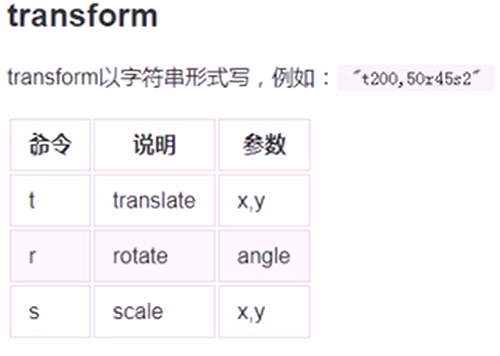 transform
transform以字符串形式写，例如： "t200,50r45s2"
命令 说明 参数
t translate x,y
r rotate angle
s scale x,y